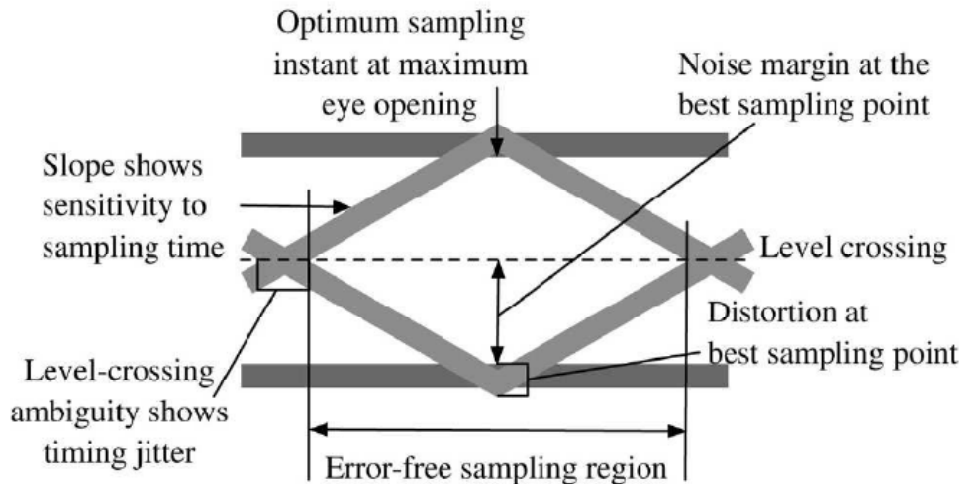 Optimum sampling
instant at maximum
eye opening
Noise margin at the
best sampling point
Slope shows
sensitivity to
sampling time
Level crossing
Distortion at
best sampling point
Level-crossing
ambiguity shows
timing jitter
Error-free sampling region